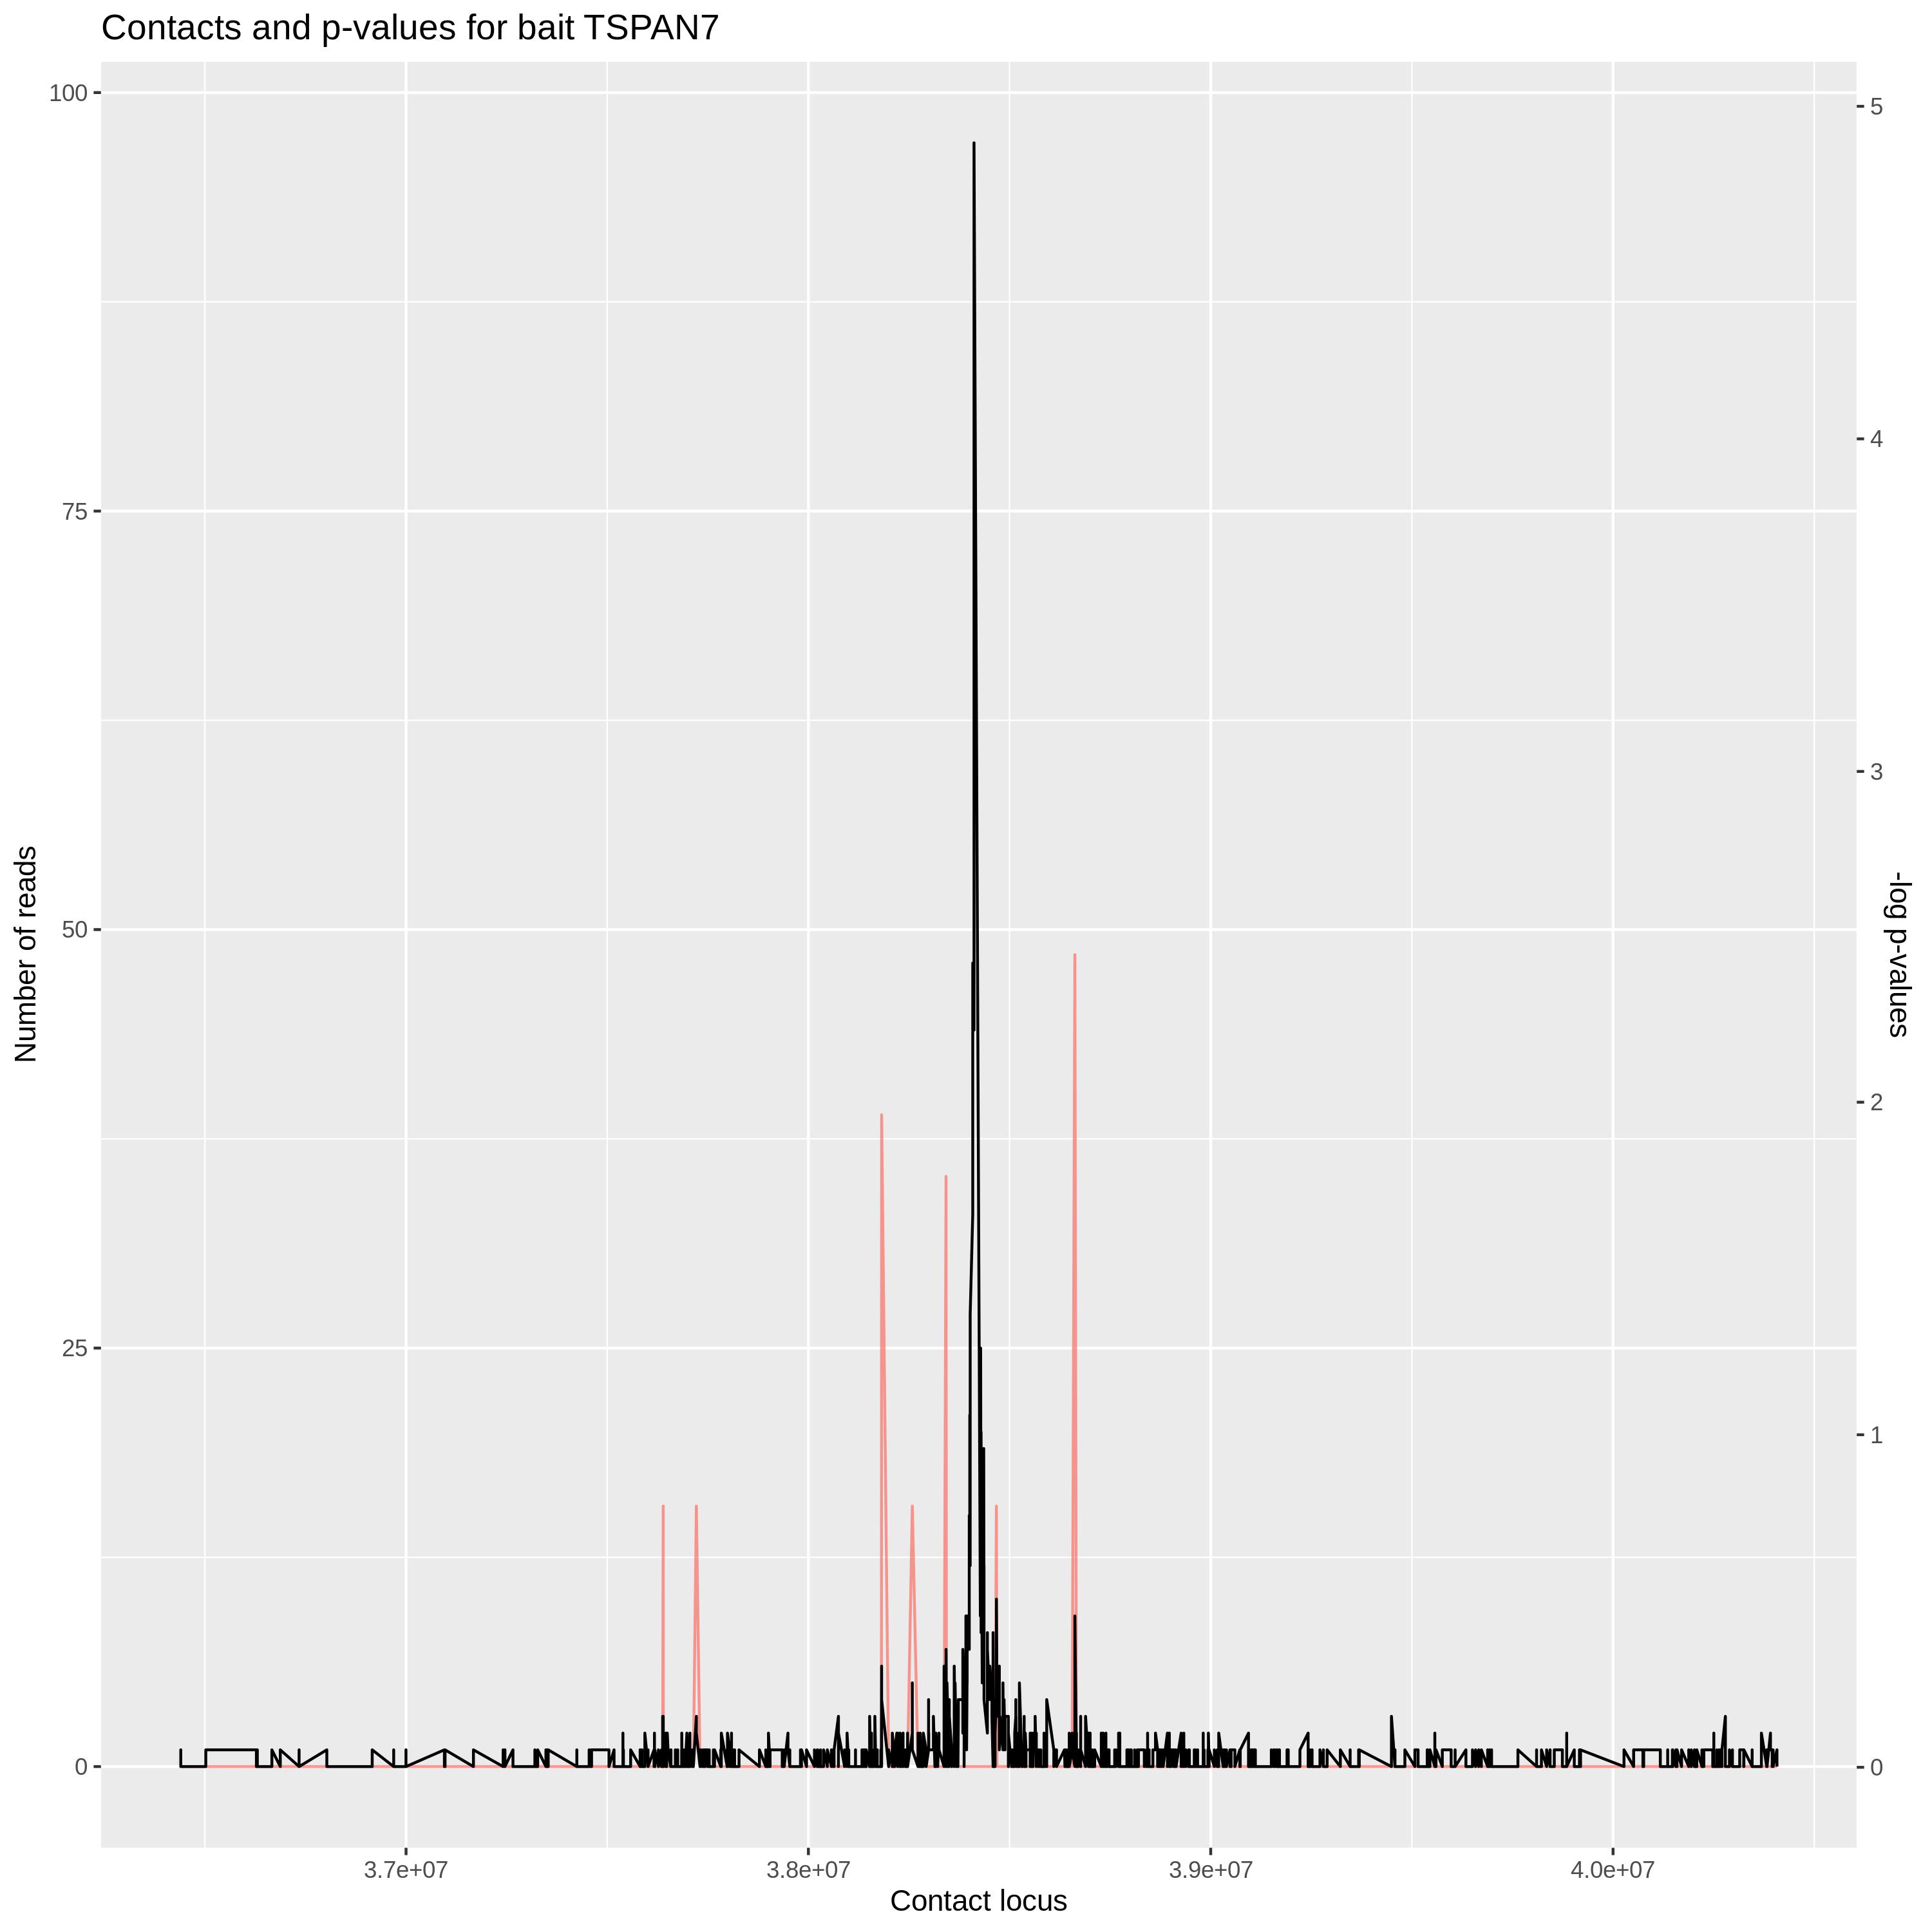 Contacts and p-values for bait TSPAN7
100
75
50
25
0
Number of reads
5
4
3
2
1
0
-log p-values
3.7e+07
3.8e+07
3.9e+07
4.0e+07
Contact locus